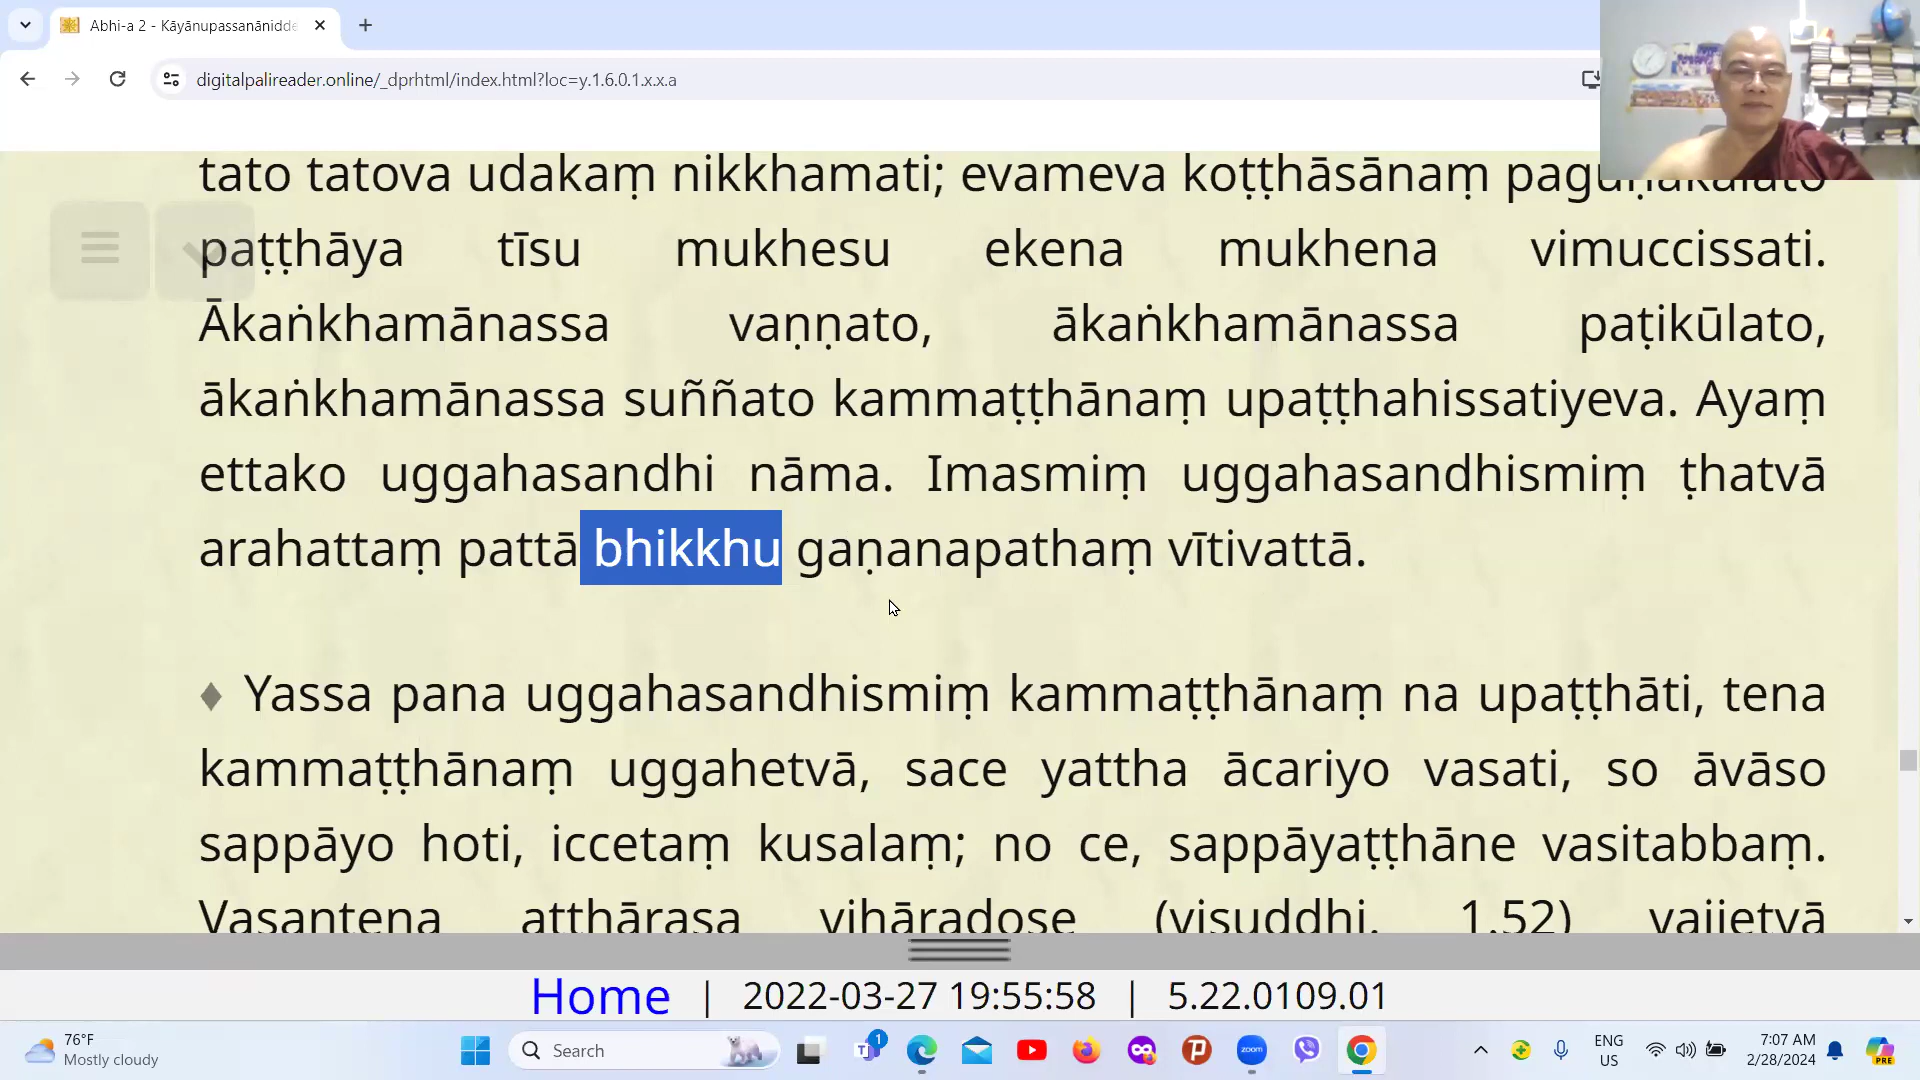 Abhi-a 2 - Kāyānupassanānidde
digitalpalireader.online/_dprhtml/index.html?loc=y.1.6.0.1.x.x.a
tato tatova udakaṃ nikkhamati; evameva koṭṭhāsānaṃ paguṇakālato
paṭṭhāya tīsu mukhesu ekena mukhena vimuccissati.
Ākaṅkhamānassa vaṇṇato, ākaṅkhamānassa paṭikūlato,
ākaṅkhamānassa suññato kammaṭṭhānaṃ upaṭṭhahissatiyeva. Ayaṃ
ettako uggahasandhi nāma. Imasmiṃ uggahasandhismiṃ ṭhatvā
arahattaṃ pattā bhikkhu gaṇanapathaṃ vītivattā.
♦ Yassa pana uggahasandhismiṃ kammaṭṭhānaṃ na upaṭṭhāti, tena
kammaṭṭhānaṃ uggahetvā, sace yattha ācariyo vasati, so āvāso
sappāyo hoti, iccetaṃ kusalaṃ; no ce, sappāyaṭṭhāne vasitabbaṃ.
Vasantena aṭṭhārasa vihāradose (visuddhi. 1.52) vajjetvā
Home | 2022-03-27 19:55:58 | 5.22.0109.01
76°F
Mostly cloudy
Search
1
zoom
ENG
US
7:07 AM
2/28/2024
PRE